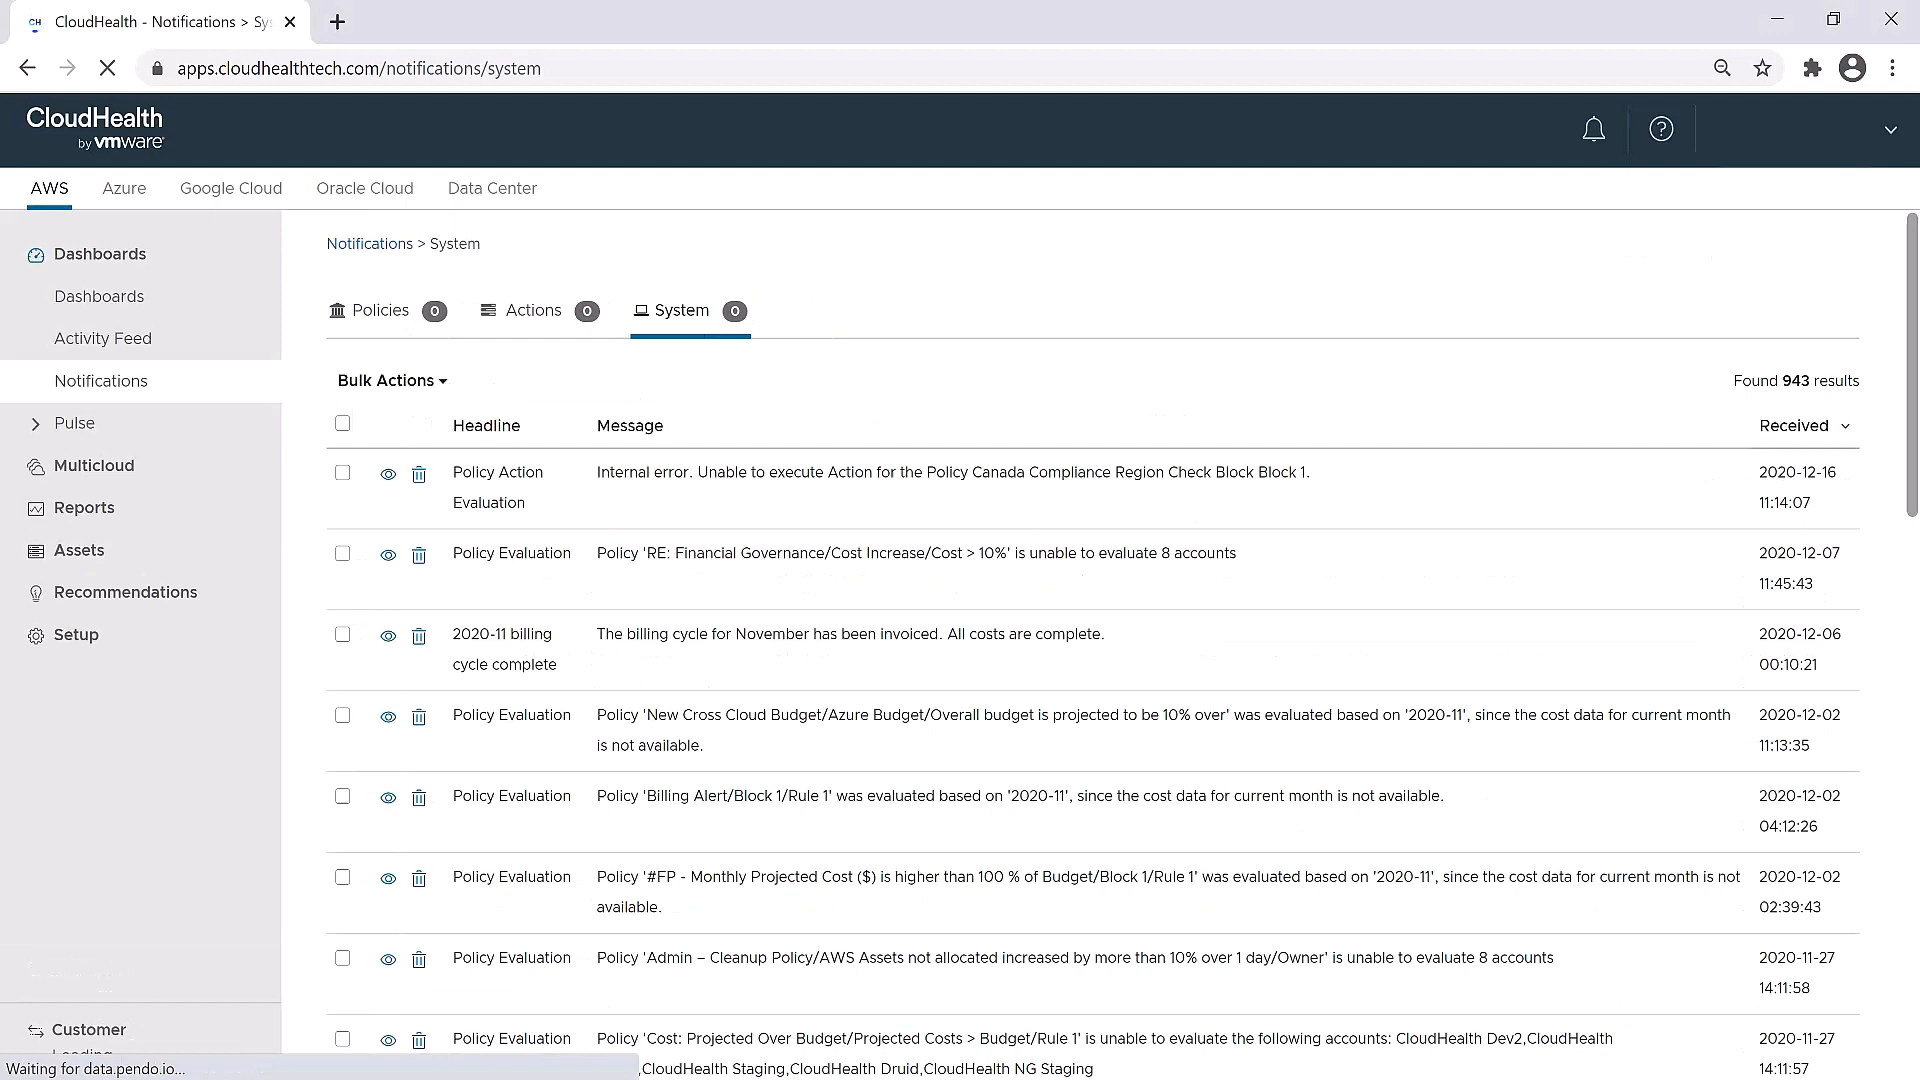 CH CloudHealth - Notifications > Sy
apps.cloudhealthtech.com/notifications/system
CloudHealth
by vmware
AWS Azure Google Cloud Oracle Cloud Data Center
Dashboards
Dashboards
Activity Feed
Notifications
Pulse
Multicloud
Reports
Assets
Recommendations
Setup
Customer
Loading
Waiting for data.pendo.io...
Notifications > System
Policies 0 Actions 0 System 0
Bulk Actions Found 943 results
Headline Message Received
Policy Action Internal error. Unable to execute Action for the Policy Canada Compliance Region Check Block Block 1. 2020-12-16
Evaluation 11:14:07
Policy Evaluation Policy 'RE: Financial Governance/Cost Increase/Cost > 10%' is unable to evaluate 8 accounts 2020-12-07
11:45:43
2020-11 billing The billing cycle for November has been invoiced. All costs are complete. 2020-12-06
cycle complete 00:10:21
Policy Evaluation Policy 'New Cross Cloud Budget/Azure Budget/Overall budget is projected to be 10% over' was evaluated based on '2020-11', since the cost data for current month 2020-12-02
is not available. 11:13:35
Policy Evaluation Policy 'Billing Alert/Block 1/Rule 1' was evaluated based on '2020-11', since the cost data for current month is not available. 2020-12-02
04:12:26
Policy Evaluation Policy '#FP - Monthly Projected Cost ($) is higher than 100 % of Budget/Block 1/Rule 1' was evaluated based on '2020-11', since the cost data for current month is not 2020-12-02
available. 02:39:43
Policy Evaluation Policy 'Admin – Cleanup Policy/AWS Assets not allocated increased by more than 10% over 1 day/Owner' is unable to evaluate 8 accounts 2020-11-27
14:11:58
Policy Evaluation Policy 'Cost: Projected Over Budget/Projected Costs > Budget/Rule 1' is unable to evaluate the following accounts: CloudHealth Dev2,CloudHealth 2020-11-27
,CloudHealth Staging,CloudHealth Druid,CloudHealth NG Staging 14:11:57